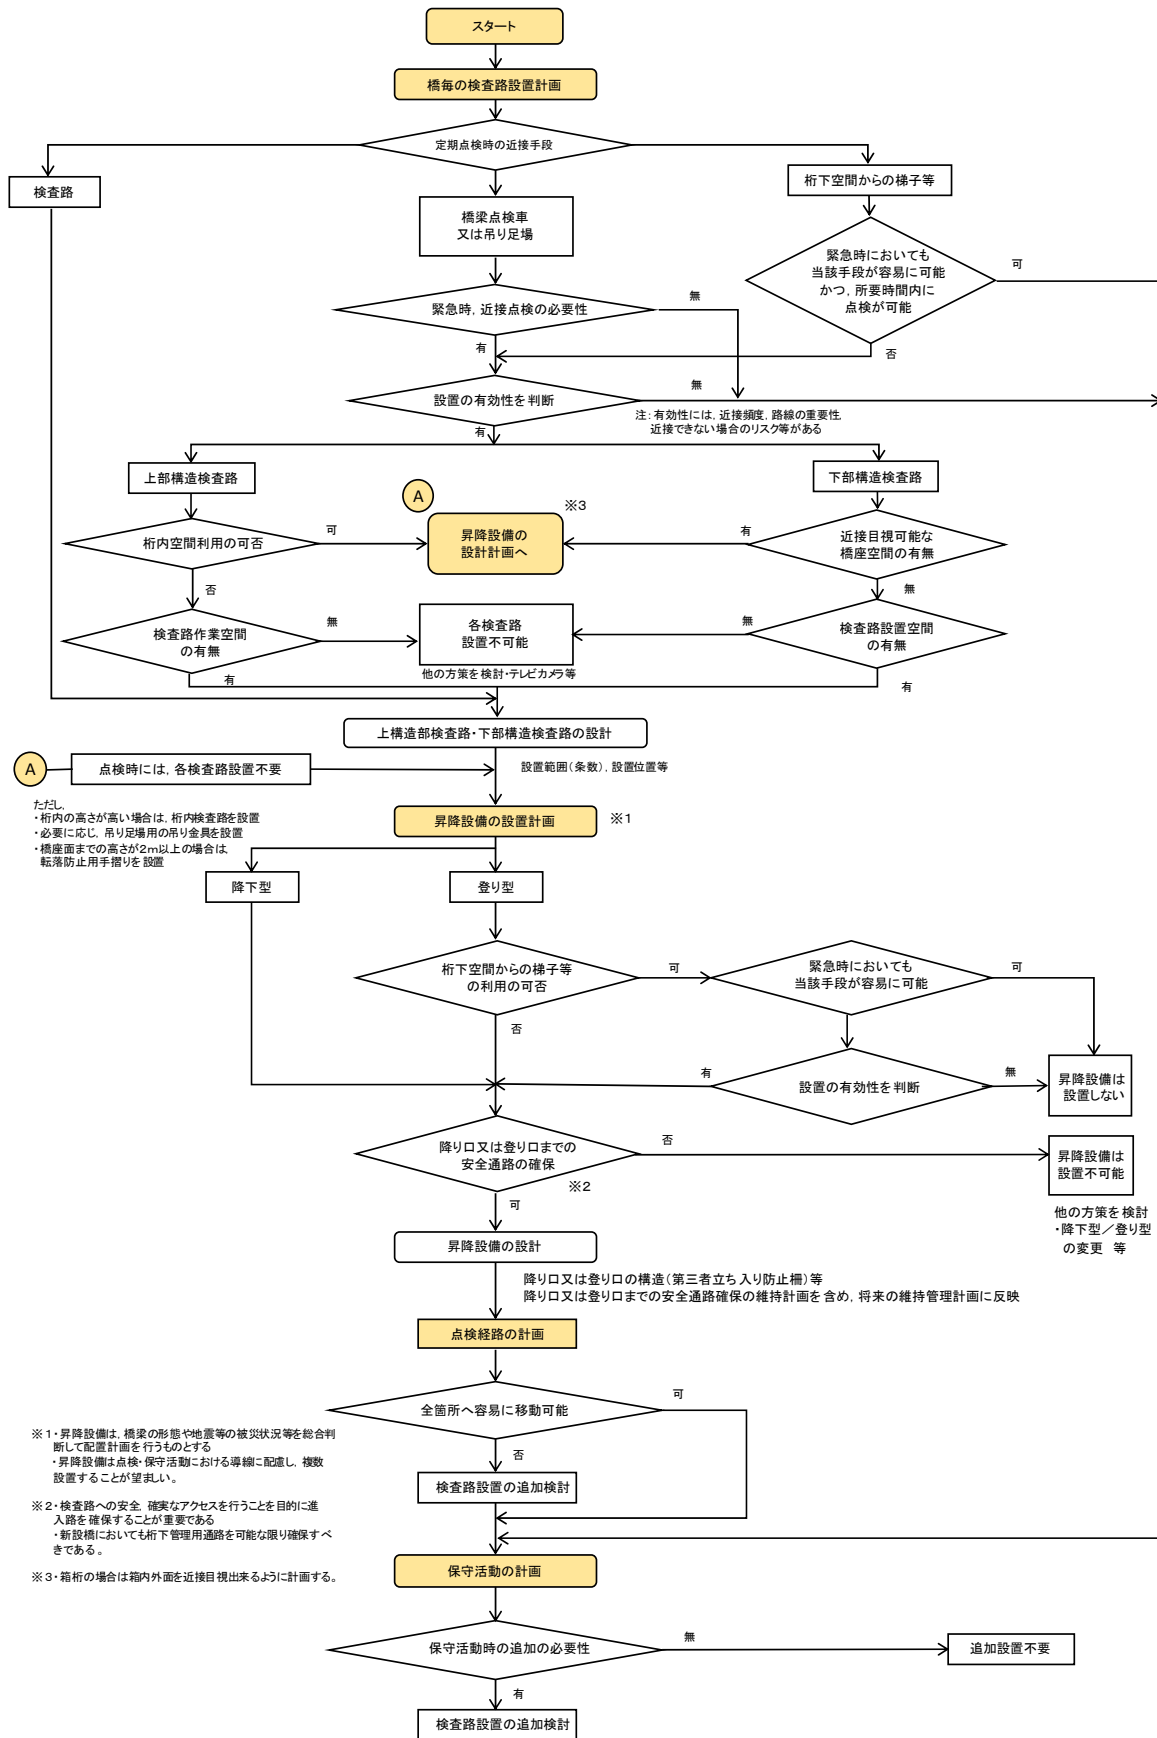 スタート
橋毎の検査路設置計画
定期点検時の近接手段
検査路
橋梁点検車
又は吊り足場
桁下空間からの梯子等
緊急時においても
当該手段が容易に可能
かつ，所要時間内に
点検が可能
可
否
緊急時，近接点検の必要性
無
有
設置の有効性を判断
無
有
注：有効性には，近接頻度，路線の重要性，
近接できない場合のリスク等がある
上部構造検査路
下部構造検査路
桁内空間利用の可否
可
否
A
昇降設備の
設計計画へ
※3
近接目視可能な
橋座空間の有無
有
無
検査路作業空間
の有無
無
有
各検査路
設置不可能
他の方策を検討・テレビカメラ等
検査路設置空間
の有無
無
有
上構造部検査路・下部構造検査路の設計
設置範囲（条数），設置位置等
A
点検時には，各検査路設置不要
ただし，
・桁内の高さが高い場合は，桁内検査路を設置
・必要に応じ，吊り足場用の吊り金具を設置
・橋座面までの高さが2m以上の場合は，
転落防止用手摺りを設置
昇降設備の設置計画
※1
降下型
登り型
桁下空間からの梯子等
の利用の可否
可
否
緊急時においても
当該手段が容易に可能
可
設置の有効性を判断
有
無
昇降設備は
設置しない
降り口又は登り口までの
安全通路の確保
※2
否
可
昇降設備は
設置不可能
他の方策を検討
・降下型／登り型
の変更　等
昇降設備の設計
降り口又は登り口の構造（第三者立ち入り防止柵）等
降り口又は登り口までの安全通路確保の維持計画を含め，将来の維持管理計画に反映
点検経路の計画
全箇所へ容易に移動可能
可
否
検査路設置の追加検討
※1・昇降設備は，橋梁の形態や地震等の被災状況等を総合判
断して配置計画を行うものとする
・昇降設備は点検・保守活動における導線に配慮し，複数
設置することが望ましい。
※2・検査路への安全，確実なアクセスを行うことを目的に進
入路を確保することが重要である
・新設橋においても桁下管理用通路を可能な限り確保すべ
きである。
※3・箱桁の場合は箱内外面を近接目視出来るように計画する。
保守活動の計画
保守活動時の追加の必要性
無
有
追加設置不要
検査路設置の追加検討